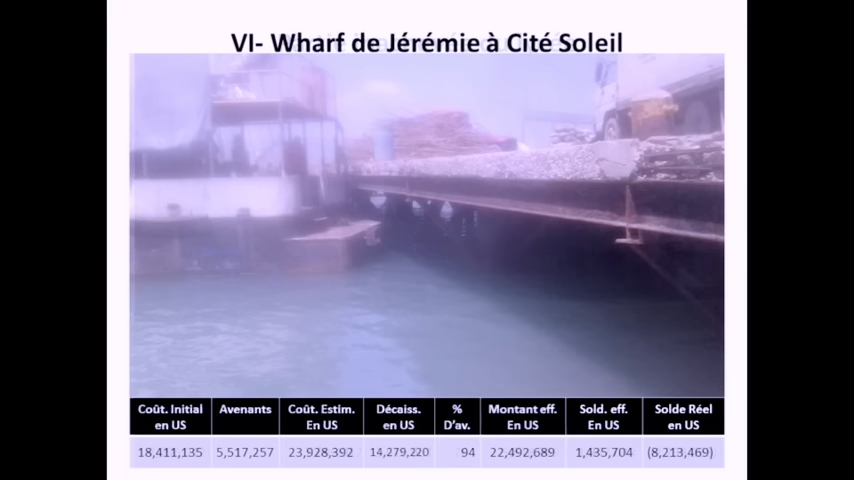 VI- Wharf de Jérémie à Cité Soleil
Coût. Initial en US Avenants Coût. Estim. En US Décaiss. en US % D'av. Montant eff. En US Sold. eff. En US Solde Réel en US
18,411,135 5,517,257 23,928,392 14,279,220 94 22,492,689 1,435,704 (8,213,469)